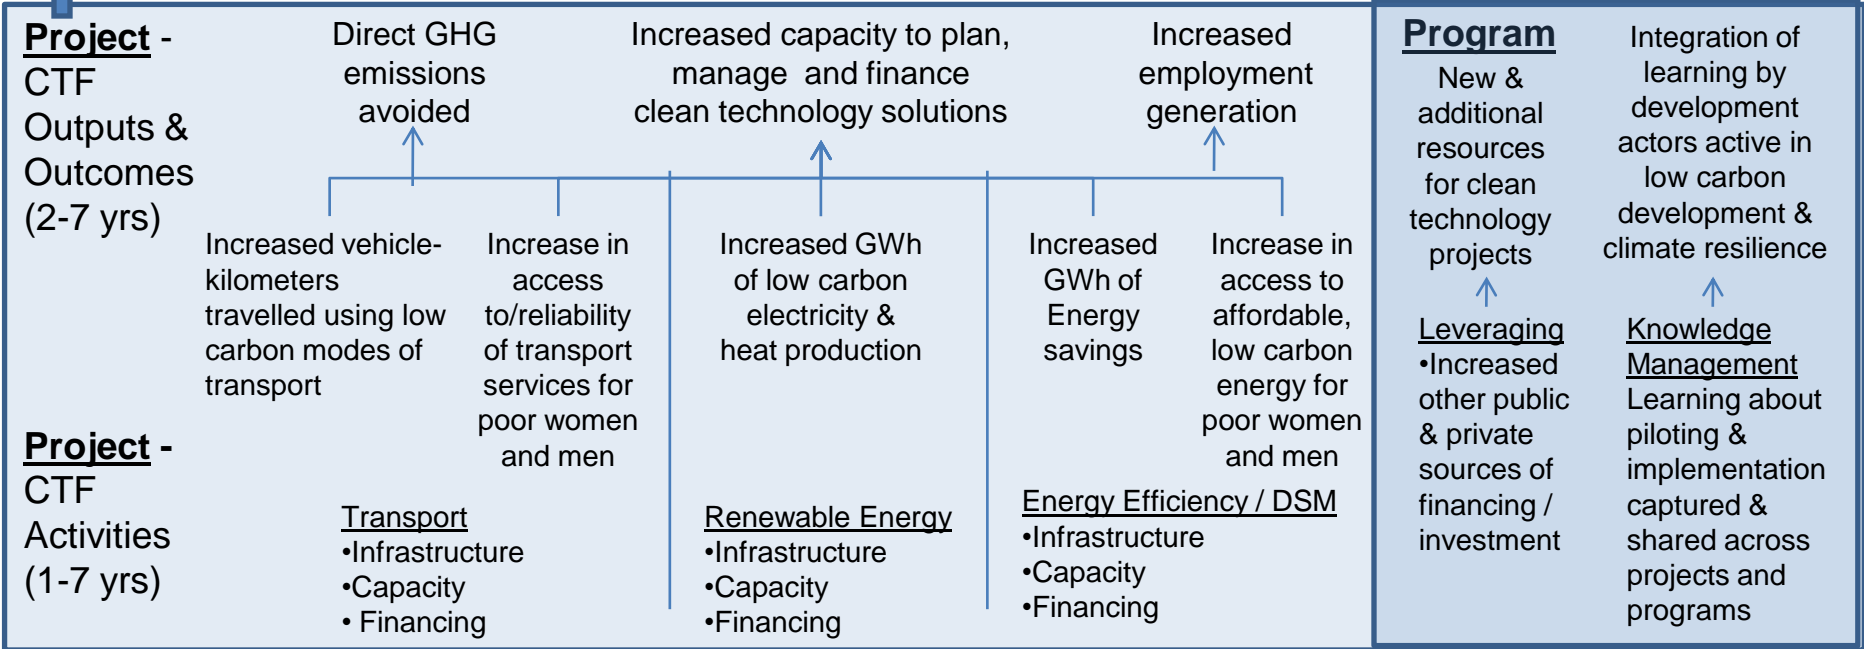 Project -
CTF
Outputs &
Outcomes
(2-7 yrs)
Direct GHG
emissions
avoided
Increased capacity to plan,
manage and finance
clean technology solutions
Increased
employment
generation
Increased vehicle-
kilometers
travelled using low
carbon modes of
transport
Increase in
access
to/reliability
of transport
services for
poor women
and men
Increased GWh
of low carbon
electricity &
heat production
Increased
GWh of
Energy
savings
Increase in
access to
affordable,
low carbon
energy for
poor women
and men
Project -
CTF
Activities
(1-7 yrs)
Transport
•Infrastructure
•Capacity
• Financing
Renewable Energy
•Infrastructure
•Capacity
•Financing
Energy Efficiency / DSM
•Infrastructure
•Capacity
•Financing
Program
New &
additional
resources
for clean
technology
projects
Integration of
learning by
development
actors active in
low carbon
development &
climate resilience
Leveraging
•Increased
other public
& private
sources of
financing /
investment
Knowledge
Management
Learning about
piloting &
implementation
captured &
shared across
projects and
programs